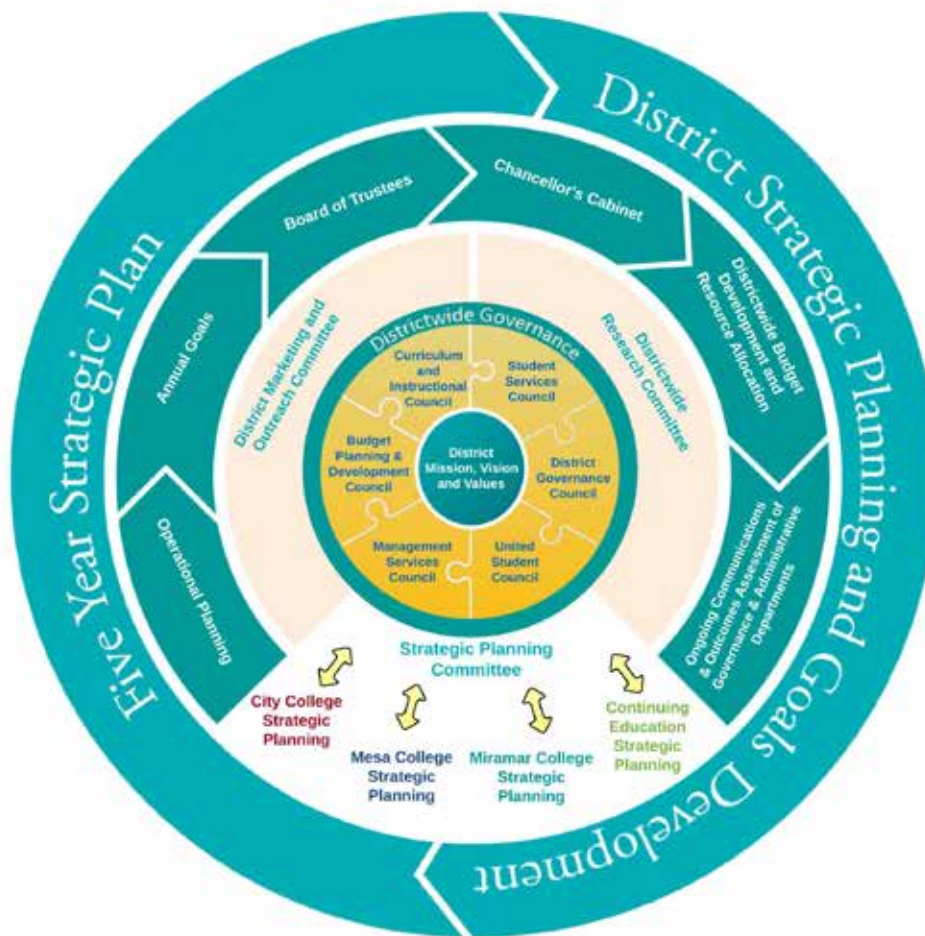 Five Year Strategic Plan
District Strategic Planning and Goals Development
Operational Planning
Annual Goals
Board of Trustees
Chancellor's Cabinet
Districtwide Budget
Development and
Resource Allocation
Ongoing Communications
& Outcomes Assessment of
Governance & Administrative
Departments
District Marketing and
Outreach Committee
Districtwide
Research Committee
Districtwide Governance
Curriculum
and
Instructional
Council
Student
Services
Council
Budget
Planning &
Development
Council
District
Mission, Vision
and Values
District
Governance
Council
Management
Services
Council
United
Student
Council
Strategic Planning
Committee
City College
Strategic
Planning
Mesa College
Strategic
Planning
Miramar College
Strategic
Planning
Continuing
Education
Strategic
Planning